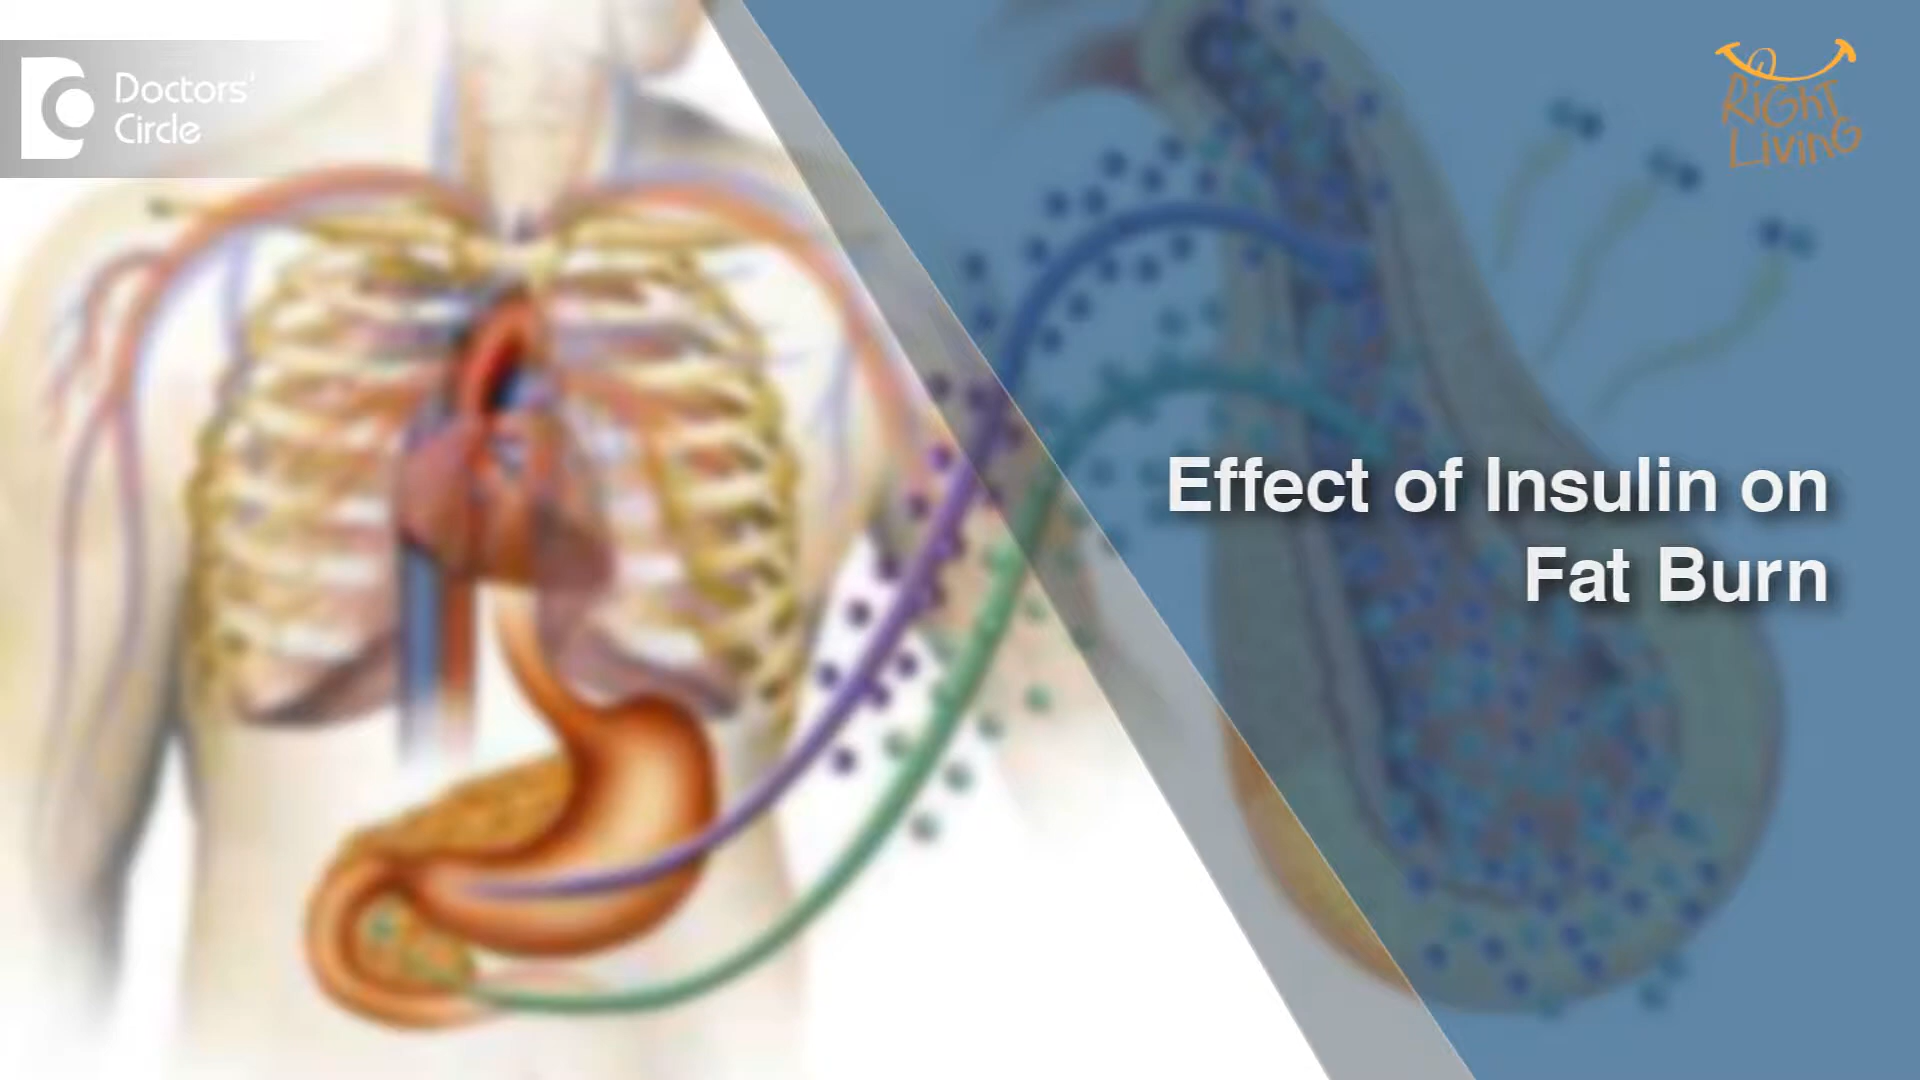 Doctors'
Circle
RiGhT
LivinG
Effect of Insulin on
Fat Burn